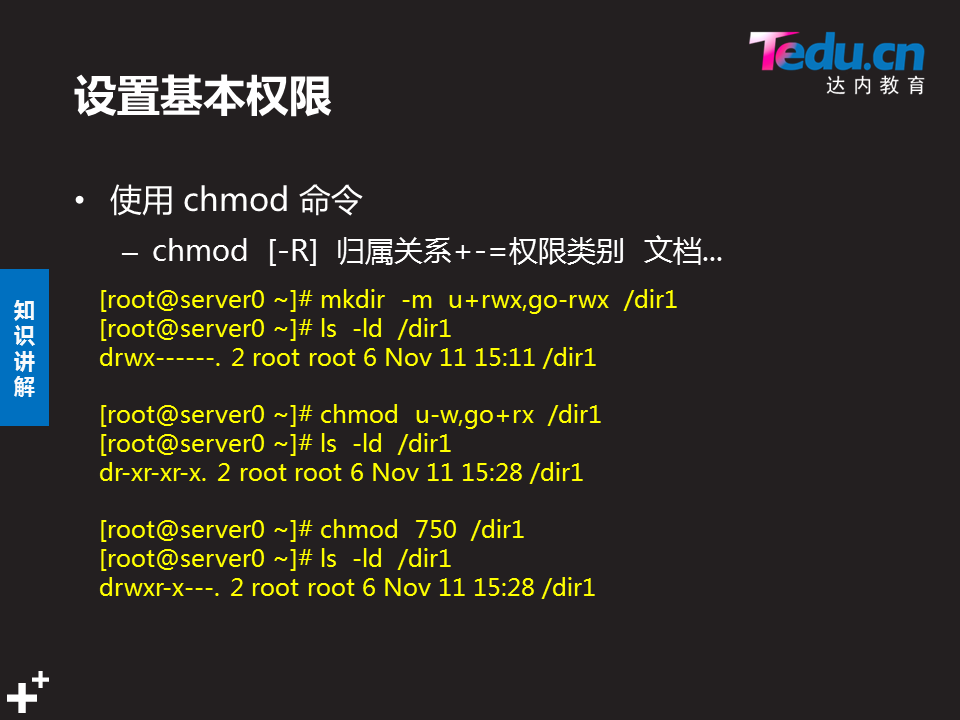 Tedu.cn
达内教育
设置基本权限
• 使用 chmod 命令
– chmod [-R] 归属关系+-=权限类别 文档...
知识讲解
[root@server0 ~]# mkdir -m u+rwx,go-rwx /dir1
[root@server0 ~]# ls -ld /dir1
drwx------. 2 root root 6 Nov 11 15:11 /dir1
[root@server0 ~]# chmod u-w,go+rx /dir1
[root@server0 ~]# ls -ld /dir1
dr-xr-xr-x. 2 root root 6 Nov 11 15:28 /dir1
[root@server0 ~]# chmod 750 /dir1
[root@server0 ~]# ls -ld /dir1
drwxr-x---. 2 root root 6 Nov 11 15:28 /dir1